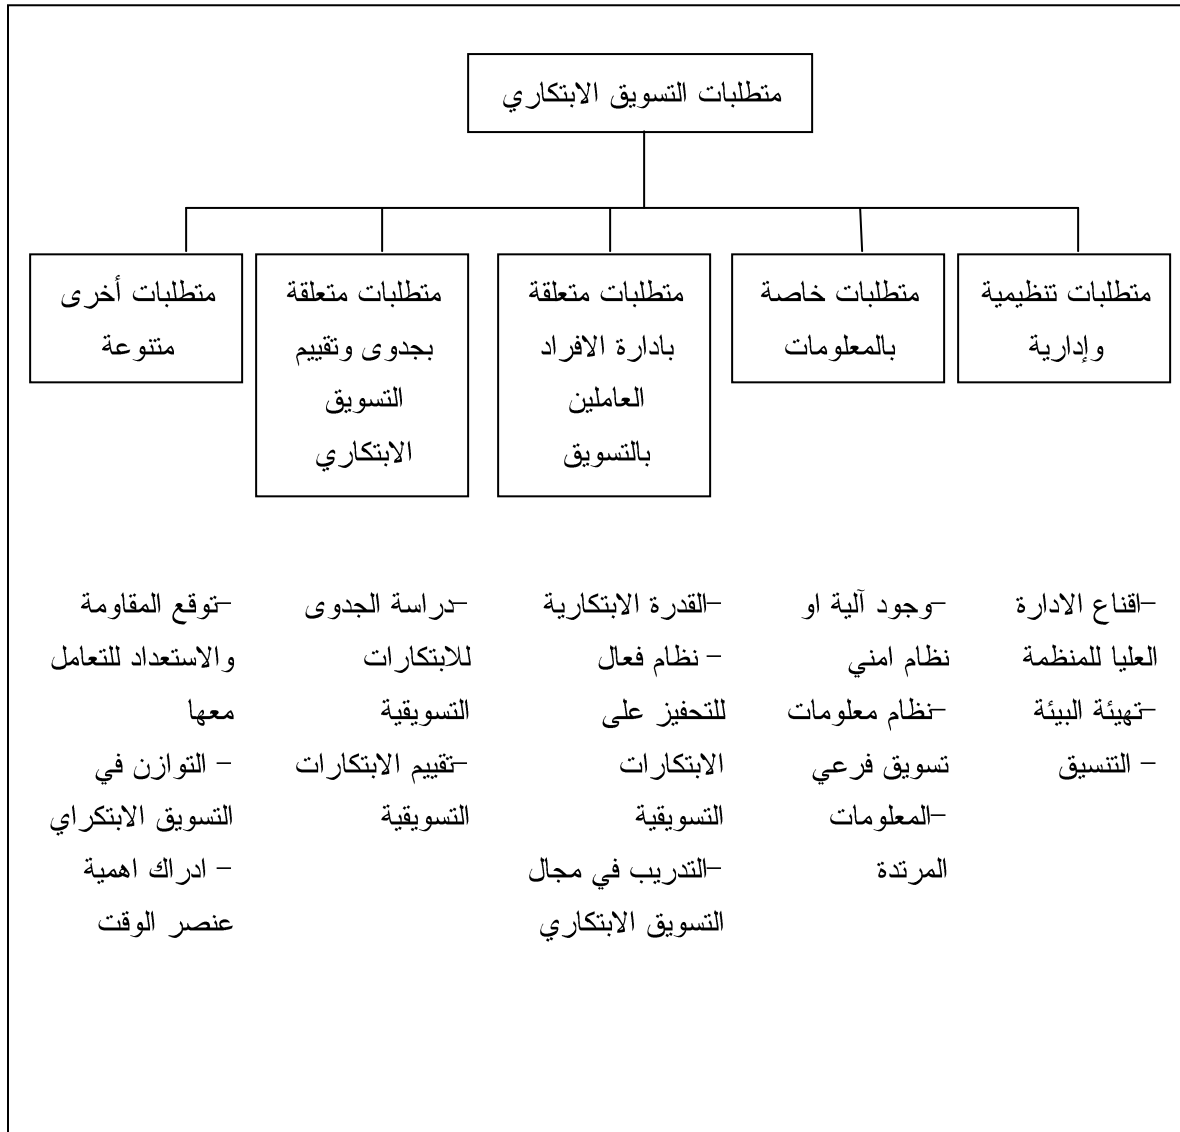 متطلبات التسويق الابتكاري
متطلبات تنظيمية
وإدارية
متطلبات خاصة
بالمعلومات
متطلبات متعلقة
بادارة الافراد
العاملين
بالتسويق
متطلبات متعلقة
بجدوى وتقييم
التسويق
الابتكاري
متطلبات أخرى
متنوعة
–اقناع الادارة
العليا للمنظمة
–تهيئة البيئة
– التنسيق
–وجود آلية او
نظام امني
–نظام معلومات
تسويق فرعي
–المعلومات
المرتدة
–القدرة الابتكارية
– نظام فعال
للتحفيز على
الابتكارات
التسويقية
–التدريب في مجال
التسويق الابتكاري
–دراسة الجدوى
للابتكارات
التسويقية
–تقييم الابتكارات
التسويقية
–توقع المقاومة
والاستعداد للتعامل
معها
– التوازن في
التسويق الابتكراي
– ادراك اهمية
عنصر الوقت